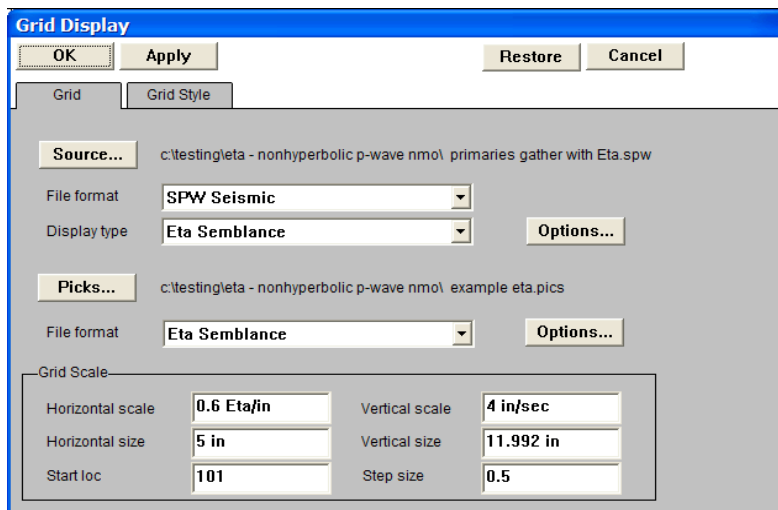 Grid Display
OK Apply Restore Cancel
Grid Grid Style
Source... c:\testing\eta - nonhyperbolic p-wave nmo\ primaries gather with Eta.spw
File format SPW Seismic
Display type Eta Semblance Options...
Picks... c:\testing\eta - nonhyperbolic p-wave nmo\ example eta.pics
File format Eta Semblance Options...
Grid Scale
Horizontal scale 0.6 Eta/in Vertical scale 4 in/sec
Horizontal size 5 in Vertical size 11.992 in
Start loc 101 Step size 0.5